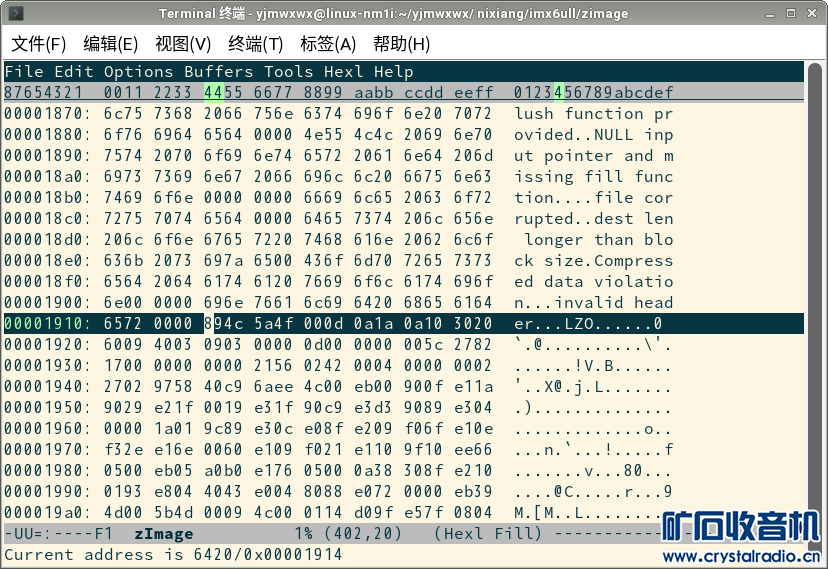 Terminal 终端 - yjmwxwx@linux-nm1i:~/yjmwxwx/ nixiang/imx6ull/zimage
文件(F) 编辑(E) 视图(V) 终端(T) 标签(A) 帮助(H)
File Edit Options Buffers Tools Hexl Help
87654321  0011 2233 4455 6677 8899 aabb ccdd eeff  0123456789abcdef
00001870: 6c75 7368 2066 756e 6374 696f 6e20 7072  lush function pr
00001880: 6f76 6964 6564 0000 4e55 4c4c 2069 6e70  ovided..NULL inp
00001890: 7574 2070 6f69 6e74 6572 2061 6e64 206d  ut pointer and m
000018a0: 6973 7369 6e67 2066 696c 6c20 6675 6e63  issing fill func
000018b0: 7469 6f6e 0000 0000 6669 6c65 2063 6f72  tion....file cor
000018c0: 7275 7074 6564 0000 6465 7374 206c 656e  rupted..dest len
000018d0: 206c 6f6e 6765 7220 7468 616e 2062 6c6f   longer than blo
000018e0: 636b 2073 697a 6500 436f 6d70 7265 7373  ck size.Compress
000018f0: 6564 2064 6174 6120 7669 6f6c 6174 696f  ed data violatio
00001900: 6e00 0000 696e 7661 6c69 6420 6865 6164  n...invalid head
00001910: 6572 0000 894c 5a4f 000d 0a1a 0a10 3020  er...LZO......0
00001920: 6009 4003 0903 0000 0d00 0000 005c 2782  `.@..........\'.
00001930: 1700 0000 0000 2156 0242 0004 0000 0002  ......!V.B......
00001940: 2702 9758 40c9 6aee 4c00 eb00 900f e11a  '..X@.j.L.......
00001950: 9029 e21f 0019 e31f 90c9 e3d3 9089 e304  .)..............
00001960: 0000 1a01 9c89 e30c e08f e209 f06f e10e  .............o..
00001970: f32e e16e 0060 e109 f021 e110 9f10 ee66  ...n.`...!.....f
00001980: 0500 eb05 a0b0 e176 0500 0a38 308f e210  .......v...80...
00001990: 0193 e804 4043 e004 8088 e072 0000 eb39  ....@C.....r...9
000019a0: 4d00 5b4d 0009 4c00 0114 d09f e57f 0804  M.[M..L.........
-UU=:----F1  zImage         1% (402,20)   (Hexl Fill) ------------
Current address is 6420/0x00001914
矿石收音机
www.crystalradio.cn